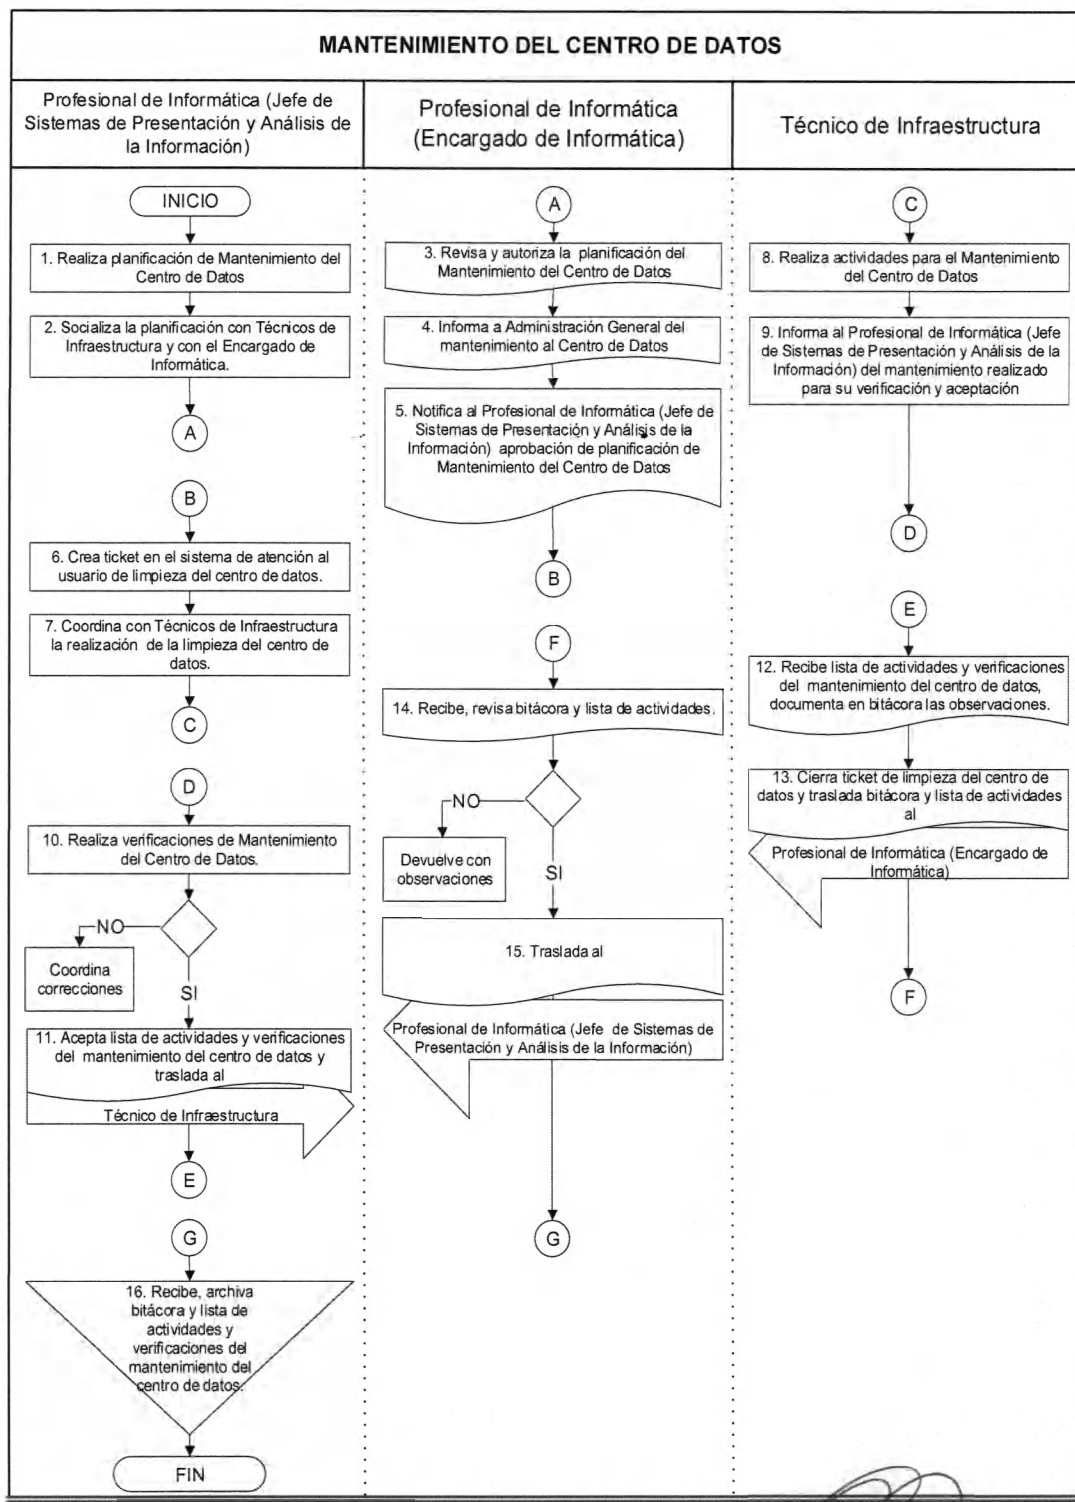 MANTENIMIENTO DEL CENTRO DE DATOS
Profesional de Informática (Jefe de
Sistemas de Presentación y Análisis de
la Información)
INICIO
1. Realiza planificación de Mantenimiento del
Centro de Datos
2. Socializa la planificación con Técnicos de
Infraestructura y con el Encargado de
Informática.
A
B
6. Crea ticket en el sistema de atención al
usuario de limpieza del centro de datos.
7. Coordina con Técnicos de Infraestructura
la realización de la limpieza del centro de
datos.
C
D
10. Realiza verificaciones de Mantenimiento
del Centro de Datos.
NO
Coordina
correcciones
SI
11. Acepta lista de actividades y verificaciones
del mantenimiento del centro de datos y
traslada al
Técnico de Infraestructura
E
G
16. Recibe, archiva
bitácora y lista de
actividades y
verificaciones del
mantenimiento del
centro de datos.
FIN
Profesional de Informática
(Encargado de Informática)
A
3. Revisa y autoriza la planificación del
Mantenimiento del Centro de Datos
4. Informa a Administración General del
mantenimiento al Centro de Datos
5. Notifica al Profesional de Informática (Jefe de
Sistemas de Presentación y Análisis de la
Información) aprobación de planificación de
Mantenimiento del Centro de Datos
B
F
14. Recibe, revisa bitácora y lista de actividades.
NO
Devuelve con
observaciones
SI
15. Traslada al
Profesional de Informática (Jefe de Sistemas de
Presentación y Análisis de la Información)
G
Técnico de Infraestructura
C
8. Realiza actividades para el Mantenimiento
del Centro de Datos
9. Informa al Profesional de Informática (Jefe
de Sistemas de Presentación y Análisis de la
Información) del mantenimiento realizado
para su verificación y aceptación
D
E
12. Recibe lista de actividades y verificaciones
del mantenimiento del centro de datos,
documenta en bitácora las observaciones.
13. Cierra ticket de limpieza del centro de
datos y traslada bitácora y lista de actividades
al
Profesional de Informática (Encargado de
Informática)
F